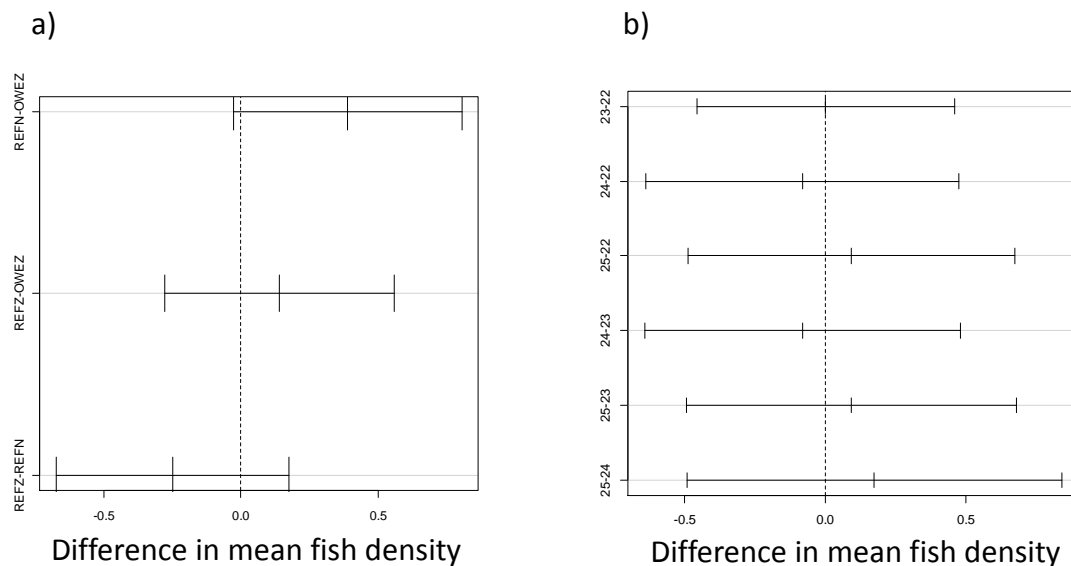 a)
REFN-OWEZ
REFZ-OWEZ
REFZ-REFN
-0.5 0.0 0.5
Difference in mean fish density
b)
23-22
24-22
25-22
24-23
25-23
25-24
-0.5 0.0 0.5
Difference in mean fish density